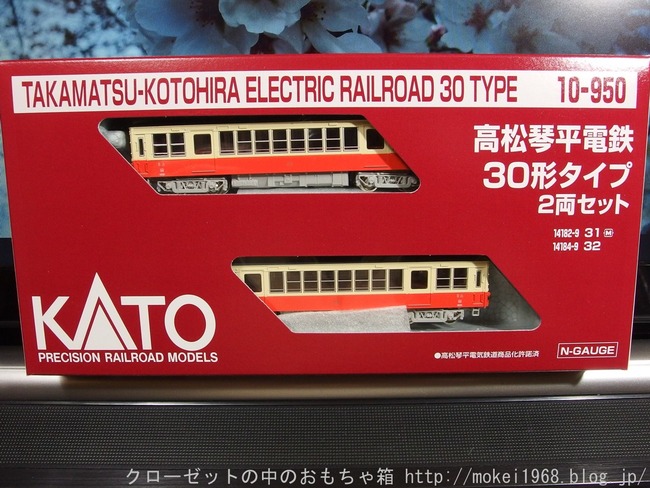 TAKAMATSU-KOTOHIRA ELECTRIC RAILROAD 30 TYPE 10-950
高松琴平電鉄
30形タイプ
2両セット
14182-9 31 M
14184-9 32
KATO
PRECISION RAILROAD MODELS
●高松琴平電気鉄道商品化許諾済
N-GAUGE
クローゼットの中のおもちゃ箱 http://mokei1968.blog.jp/